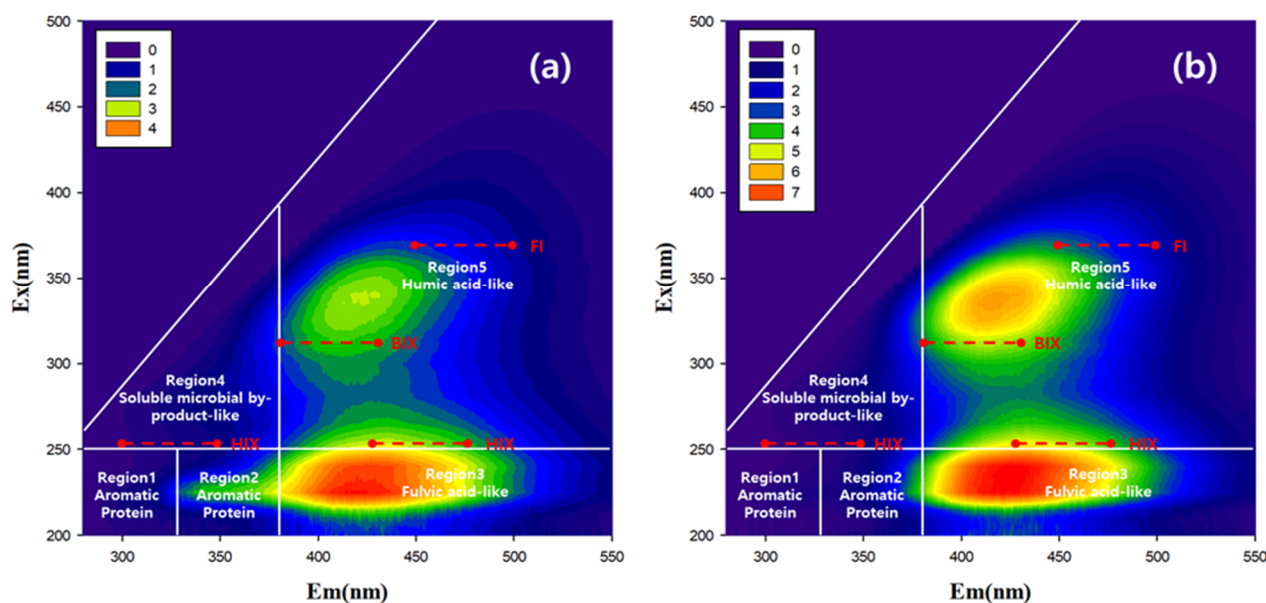 (a)
0
1
2
3
4
500
450
400
350
300
250
200
Ex(nm)
FI
Region5
Humic acid-like
BIX
Region4
Soluble microbial by-
product-like
HIX
HIX
Region1
Aromatic
Protein
Region2
Aromatic
Protein
Region3
Fulvic acid-like
300
350
400
450
500
550
Em(nm)
(b)
0
1
2
3
4
5
6
7
500
450
400
350
300
250
200
Ex(nm)
FI
Region5
Humic acid-like
BIX
Region4
Soluble microbial by-
product-like
HIX
HIX
Region1
Aromatic
Protein
Region2
Aromatic
Protein
Region3
Fulvic acid-like
300
350
400
450
500
550
Em(nm)